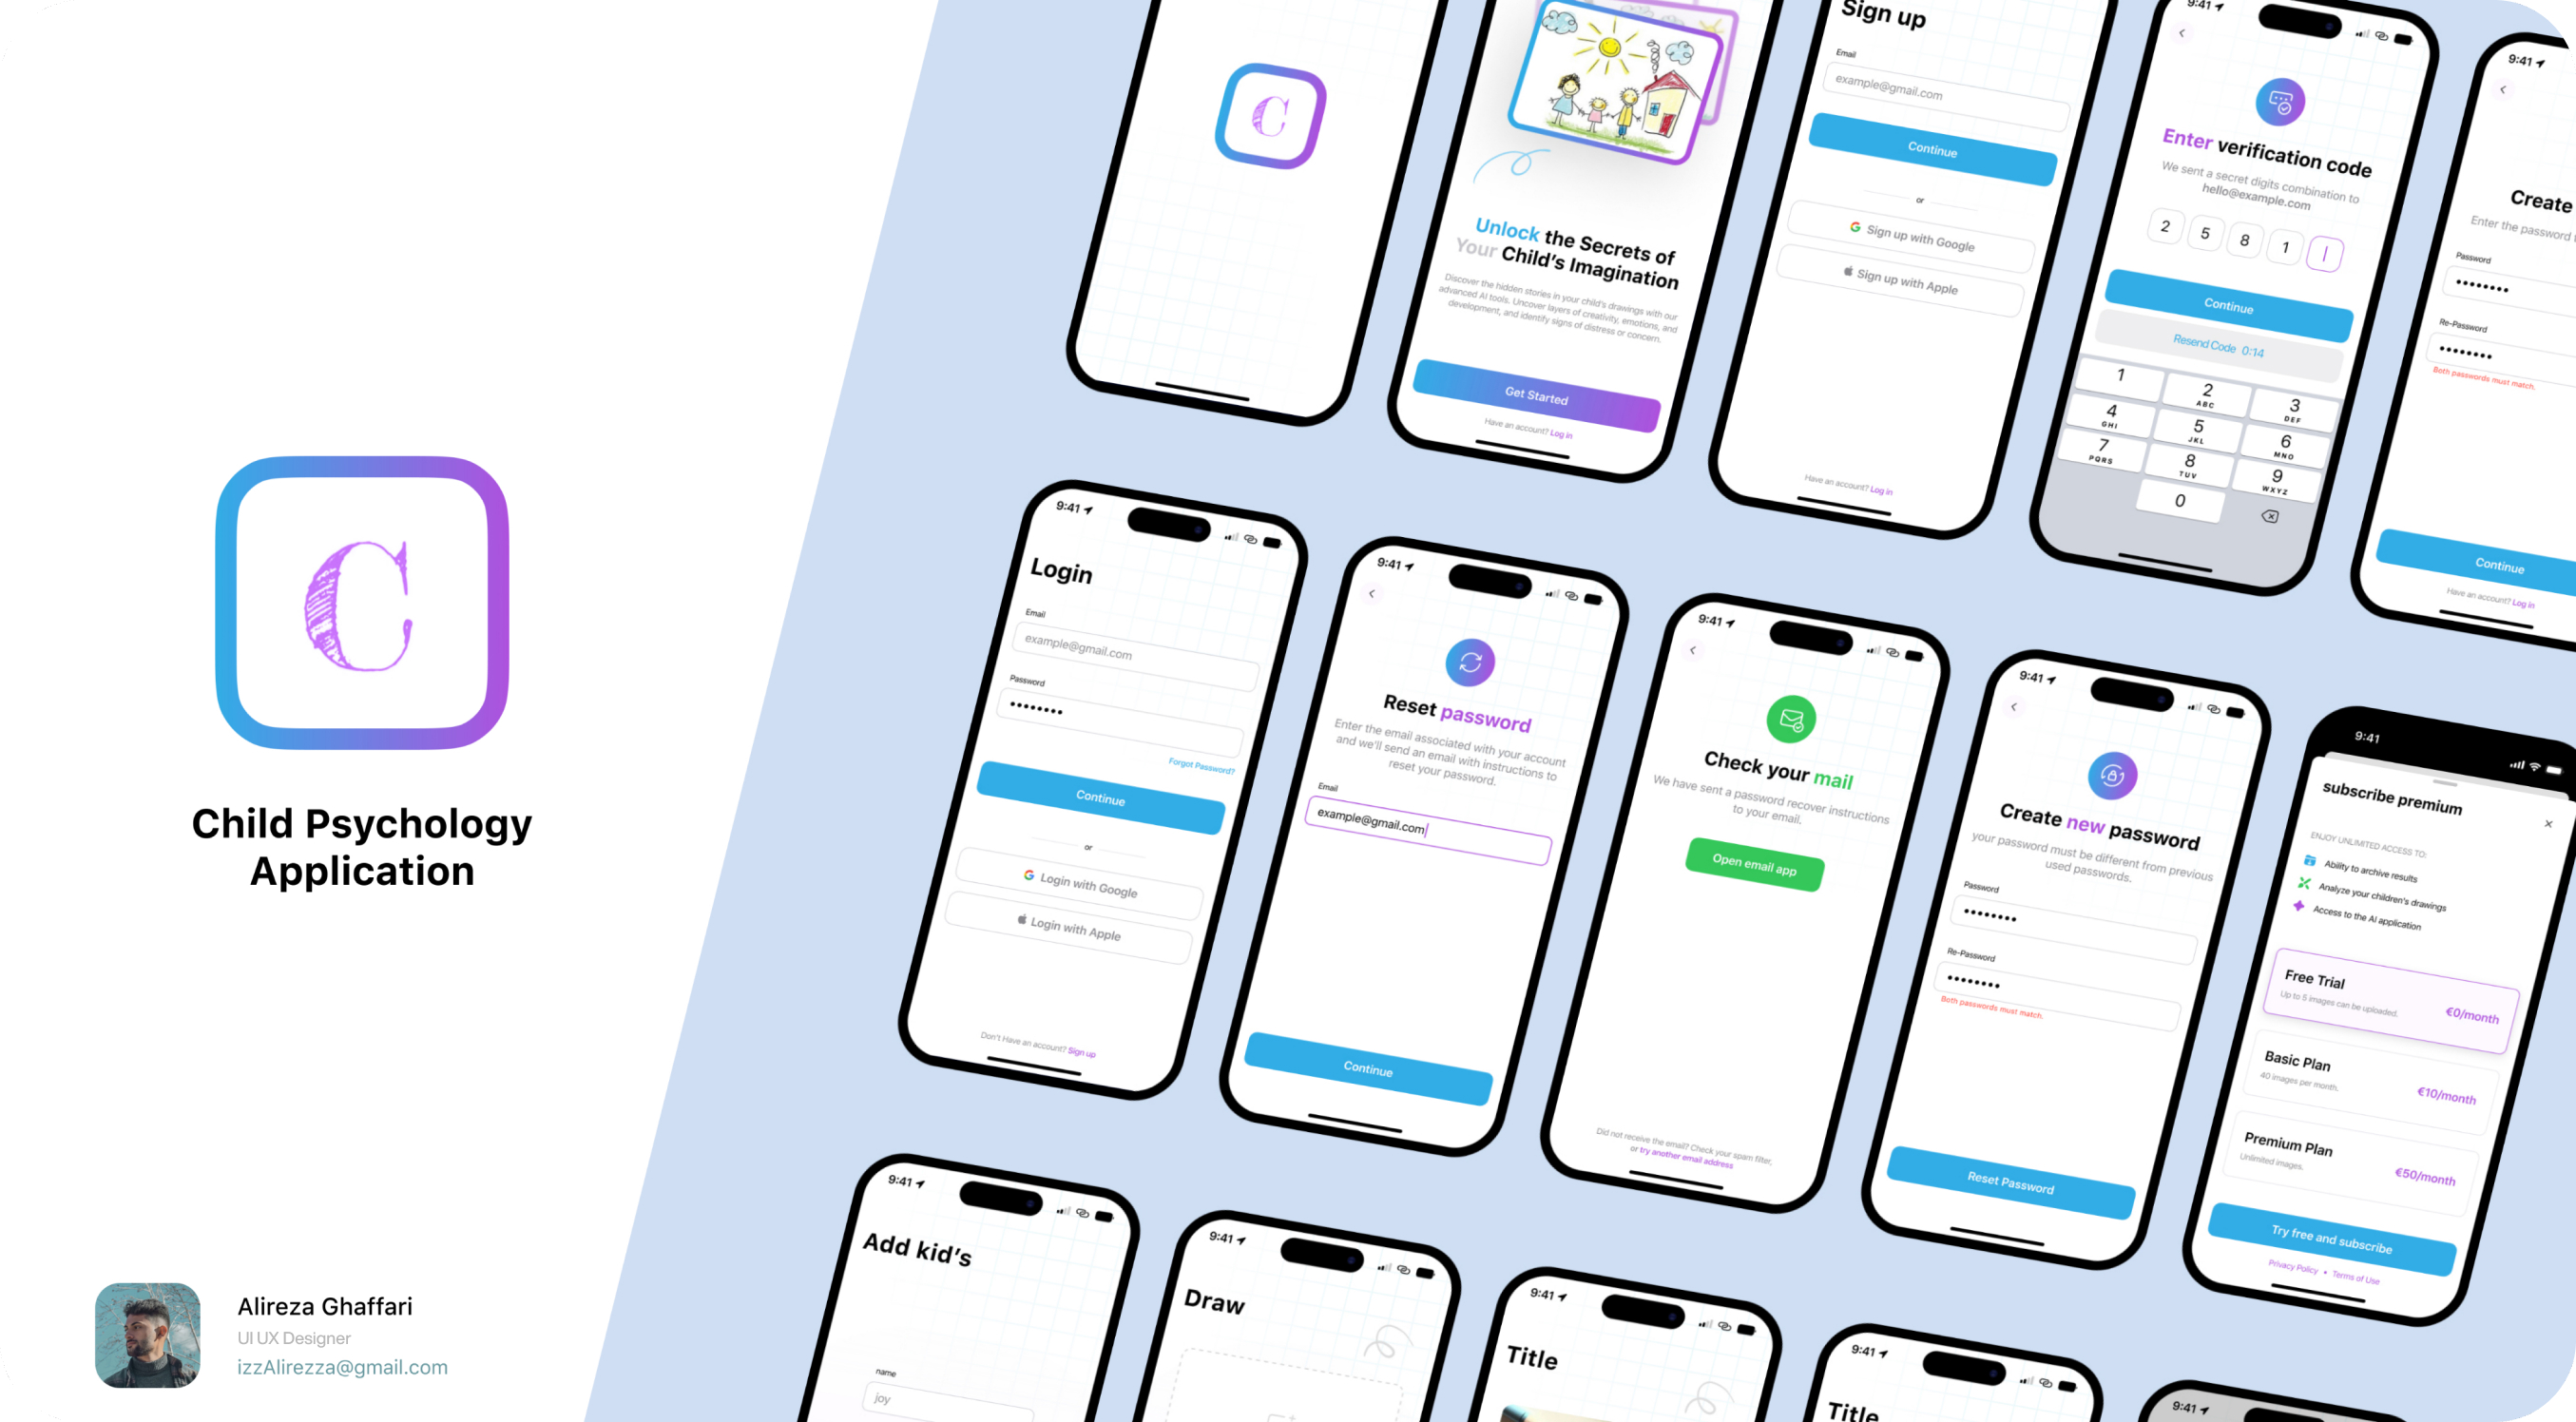 C
Child Psychology
Application
Alireza Ghaffari
UI UX Designer
izzAlirezza@gmail.com
C
Unlock the Secrets of
Your Child's Imagination
Discover the hidden stories in your child's drawings with our
advanced AI tools. Uncover layers of creativity, emotions, and
development, and identify signs of distress or concern.
Get Started
Have an account? Log in
Sign up
Email
example@gmail.com
Continue
or
Sign up with Google
Sign up with Apple
Have an account? Log in
9:41
Enter verification code
We sent a secret digits combination to
hello@example.com
2 5 8 1
Continue
Resend Code 0:14
1 2 3
ABC DEF
4 5 6
GHI JKL MNO
7 8 9
PQRS TUV WXYZ
0
9:41
Create
Enter the password
Password
Re-Password
Both passwords must match.
Continue
Have an account? Log in
9:41
Login
Email
example@gmail.com
Password
Forgot Password?
Continue
or
Login with Google
Login with Apple
Don't Have an account? Sign up
9:41
Reset password
Enter the email associated with your account
and we'll send an email with instructions to
reset your password.
Email
example@gmail.com
Continue
9:41
Check your mail
We have sent a password recover instructions
to your email.
Open email app
Did not receive the email? Check your spam filter,
or try another email address
9:41
Create new password
your password must be different from previous
used passwords.
Password
Re-Password
Both passwords must match.
Reset Password
9:41
subscribe premium
ENJOY UNLIMITED ACCESS TO:
Ability to archive results
Analyze your children's drawings
Access to the AI application
Free Trial
Up to 5 images can be uploaded.
€0/month
Basic Plan
40 images per month.
€10/month
Premium Plan
Unlimited images.
€50/month
Try free and subscribe
Privacy Policy • Terms of Use
9:41
Add kid's
name
joy
9:41
Draw
9:41
Title
9:41
Title
9:41